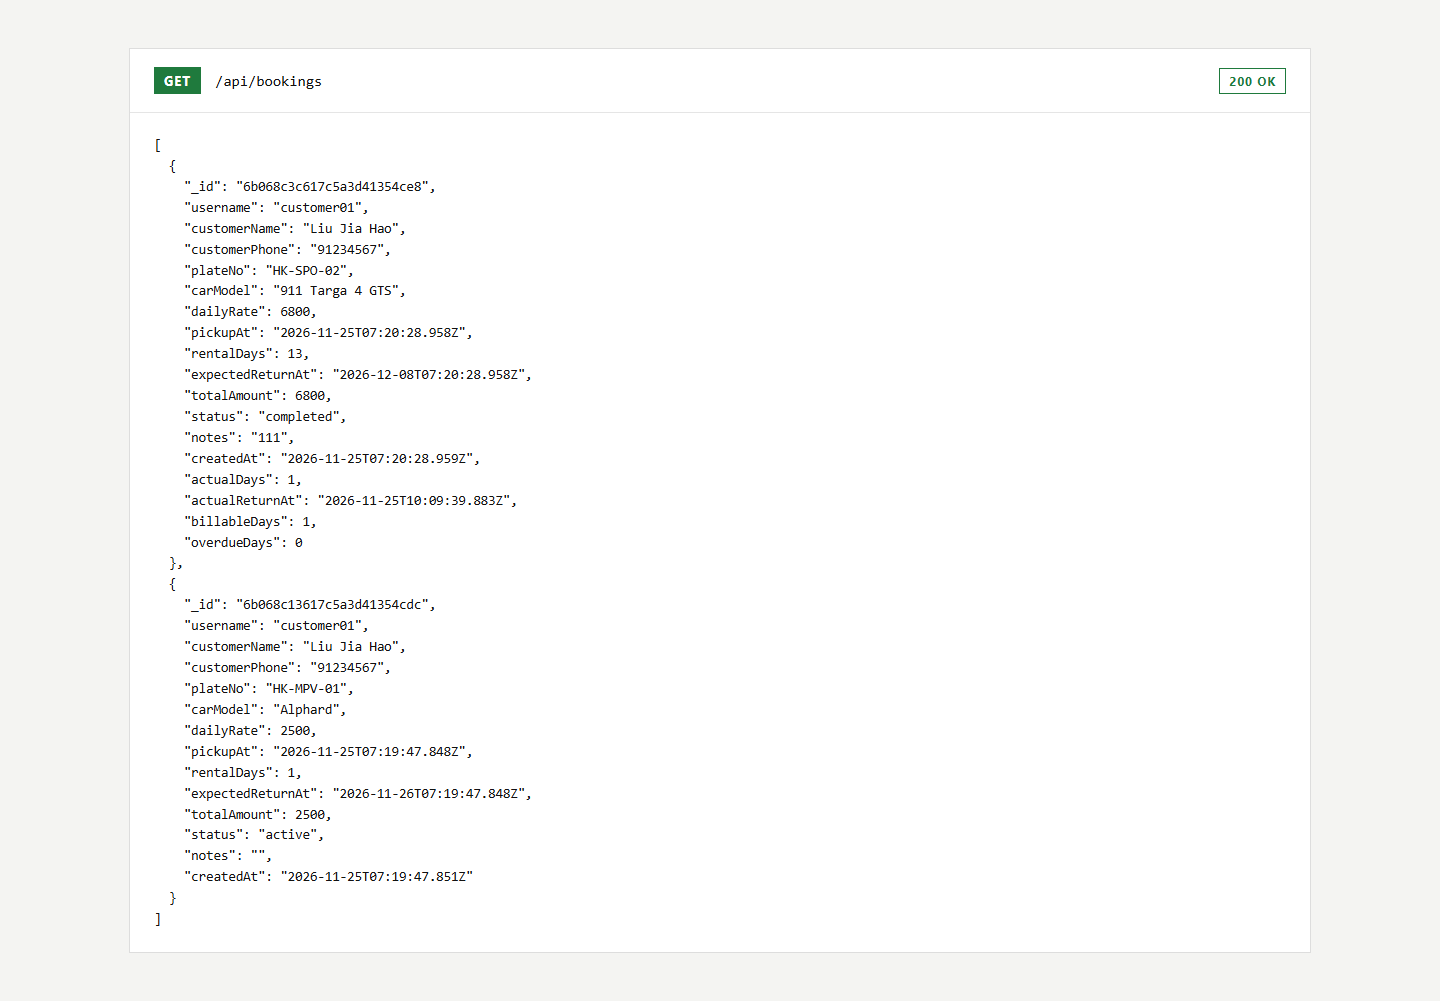 GET /api/bookings 200 OK
[
  {
    "_id": "6b068c3c617c5a3d41354ce8",
    "username": "customer01",
    "customerName": "Liu Jia Hao",
    "customerPhone": "91234567",
    "plateNo": "HK-SPO-02",
    "carModel": "911 Targa 4 GTS",
    "dailyRate": 6800,
    "pickupAt": "2026-11-25T07:20:28.958Z",
    "rentalDays": 13,
    "expectedReturnAt": "2026-12-08T07:20:28.958Z",
    "totalAmount": 6800,
    "status": "completed",
    "notes": "111",
    "createdAt": "2026-11-25T07:20:28.959Z",
    "actualDays": 1,
    "actualReturnAt": "2026-11-25T10:09:39.883Z",
    "billableDays": 1,
    "overdueDays": 0
  },
  {
    "_id": "6b068c13617c5a3d41354cdc",
    "username": "customer01",
    "customerName": "Liu Jia Hao",
    "customerPhone": "91234567",
    "plateNo": "HK-MPV-01",
    "carModel": "Alphard",
    "dailyRate": 2500,
    "pickupAt": "2026-11-25T07:19:47.848Z",
    "rentalDays": 1,
    "expectedReturnAt": "2026-11-26T07:19:47.848Z",
    "totalAmount": 2500,
    "status": "active",
    "notes": "",
    "createdAt": "2026-11-25T07:19:47.851Z"
  }
]